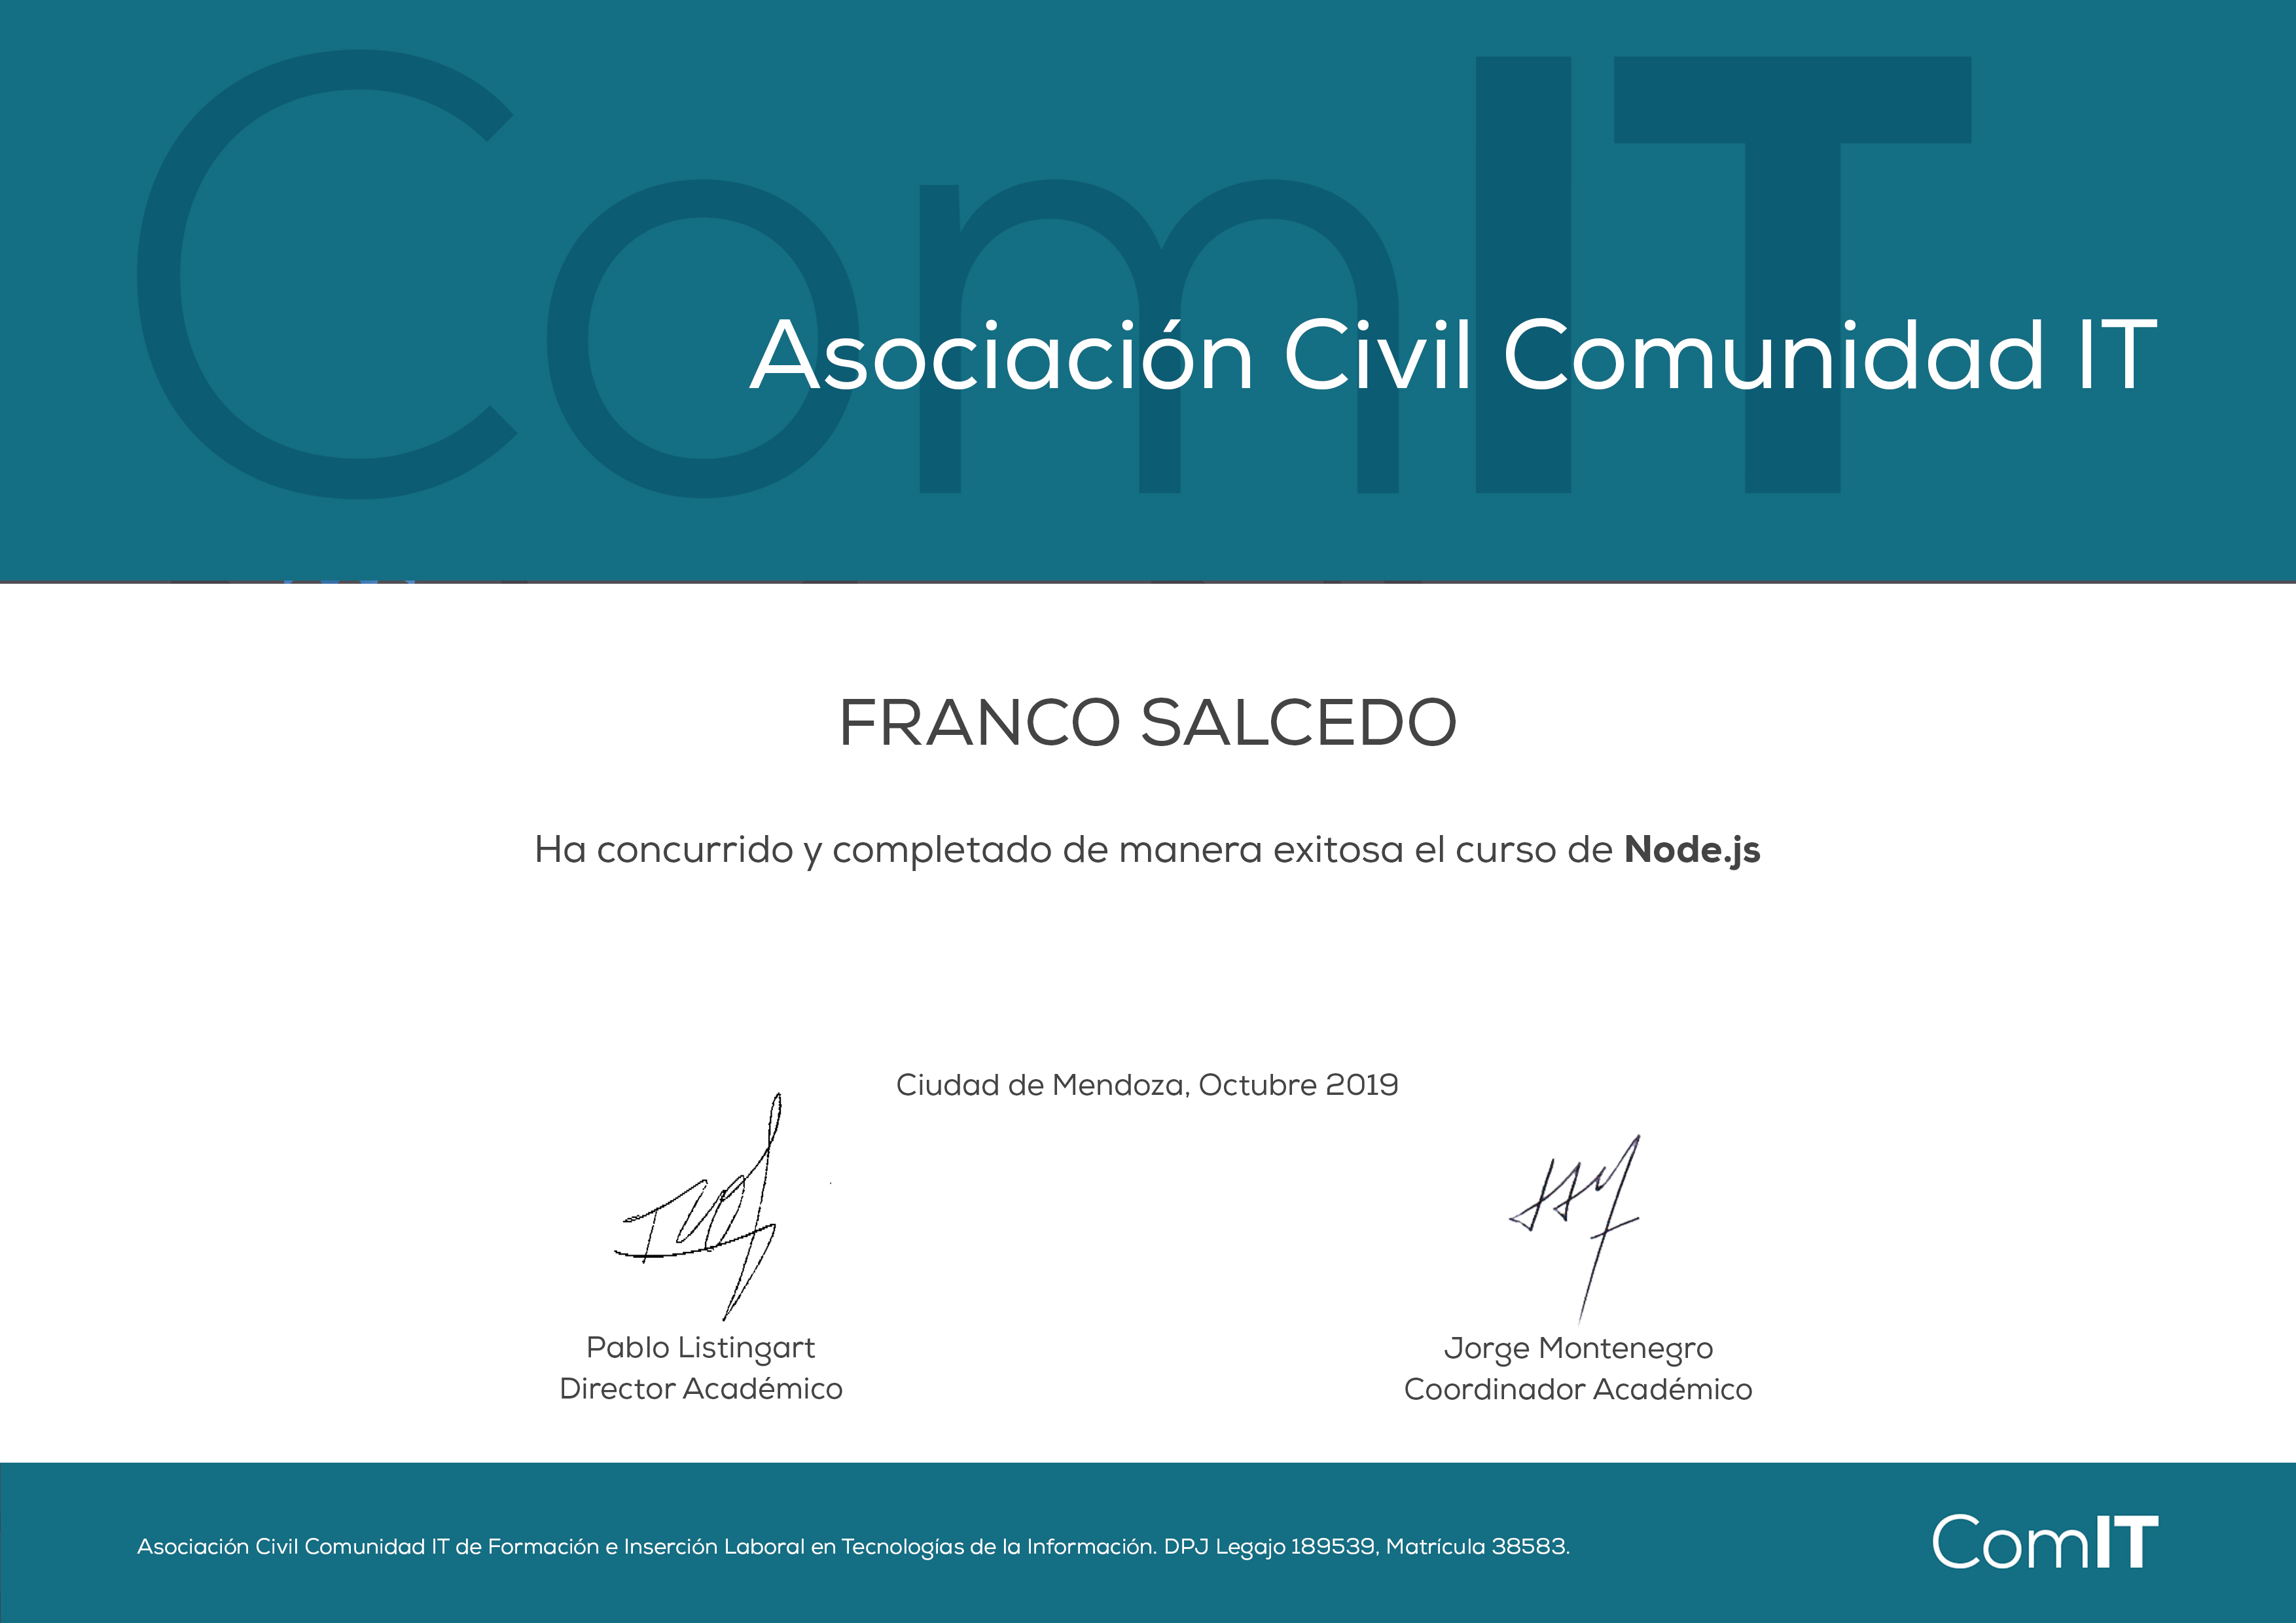 ComIT
Asociación Civil Comunidad IT
FRANCO SALCEDO
Ha concurrido y completado de manera exitosa el curso de Node.js
Ciudad de Mendoza, Octubre 2019
Pablo Listingart
Director Académico
Jorge Montenegro
Coordinador Académico
Asociación Civil Comunidad IT de Formación e Inserción Laboral en Tecnologías de la Información. DPJ Legajo 189539, Matrícula 38583.
ComIT